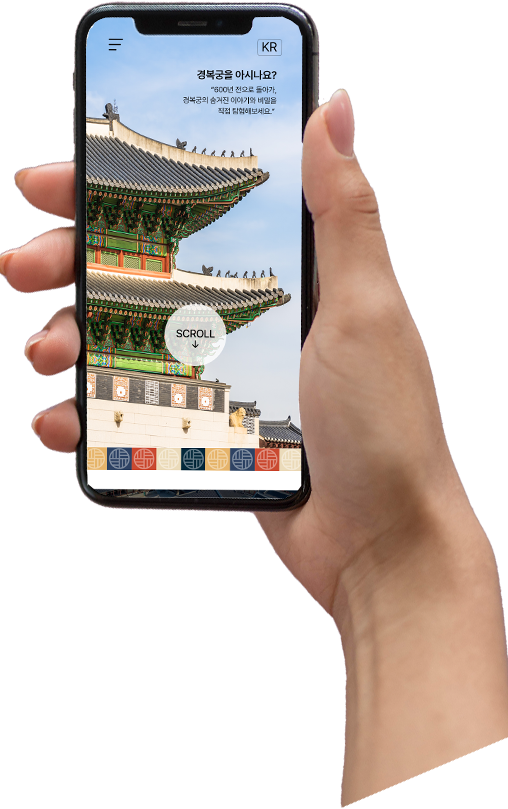 KR
경복궁을 아시나요?
“600년 전으로 돌아가,
경복궁의 숨겨진 이야기와 비밀을
직접 탐험해보세요.”
SCROLL
↓